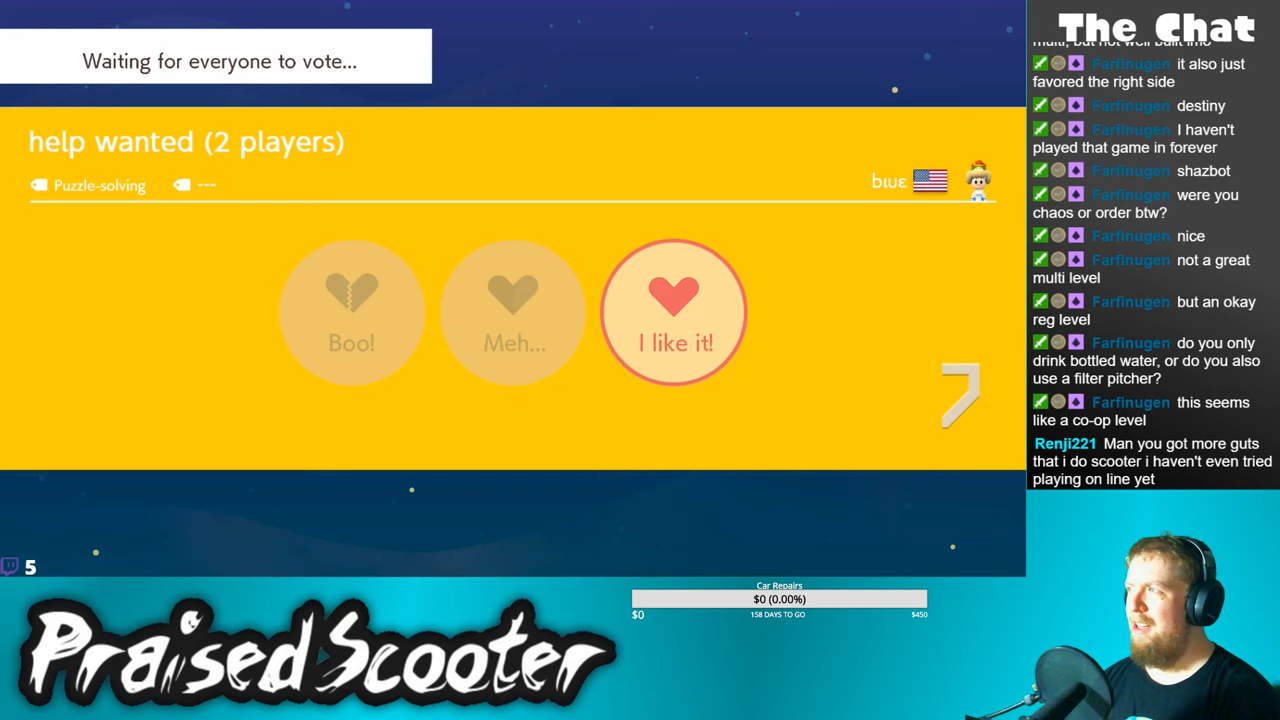 Waiting for everyone to vote...
help wanted (2 players)
Puzzle-solving
---
bιωε
Boo!
Meh...
I like it!
7
5
PraisedScooter
Car Repairs
$0 (0.00%)
$0
158 DAYS TO GO
$450
The Chat
Farfinugen it also just
favored the right side
Farfinugen destiny
Farfinugen I haven't
played that game in forever
Farfinugen shazbot
Farfinugen were you
chaos or order btw?
Farfinugen nice
Farfinugen not a great
multi level
Farfinugen but an okay
reg level
Farfinugen do you only
drink bottled water, or do you also
use a filter pitcher?
Farfinugen this seems
like a co-op level
Renji221 Man you got more guts
that i do scooter i haven't even tried
playing on line yet